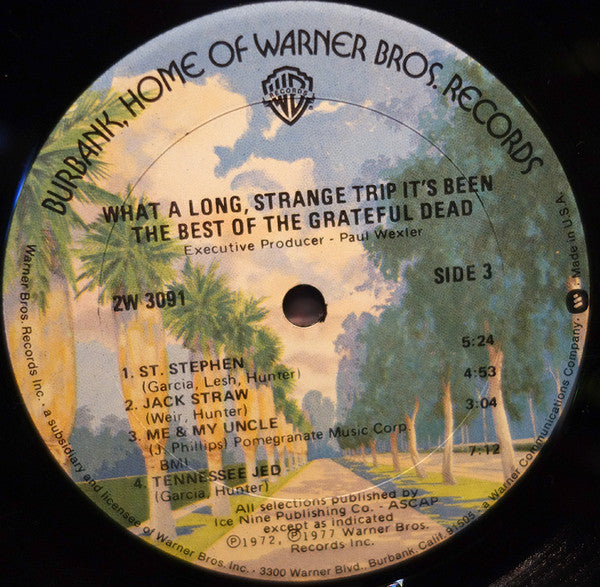 BURBANK, HOME OF WARNER BROS. RECORDS
WB
RECORDS
WHAT A LONG, STRANGE TRIP IT'S BEEN
THE BEST OF THE GRATEFUL DEAD
Executive Producer - Paul Wexler
2W 3091
SIDE 3
1. ST. STEPHEN 5:24
(Garcia, Lesh, Hunter)
2. JACK STRAW 4:53
(Weir, Hunter)
3. ME & MY UNCLE 3:04
(J. Phillips) Pomegranate Music Corp.
BMI
4. TENNESSEE JED 7:12
(Garcia, Hunter)
All selections published by
Ice Nine Publishing Co. - ASCAP
except as indicated
Ⓟ1972, Ⓟ1977 Warner Bros.
Records Inc.
Warner Bros. Records Inc. • a subsidiary and licensee of Warner Bros. Inc. • 3300 Warner Blvd., Burbank, Calif. 91505 • a Warner Communications Company. • Made in U.S.A.